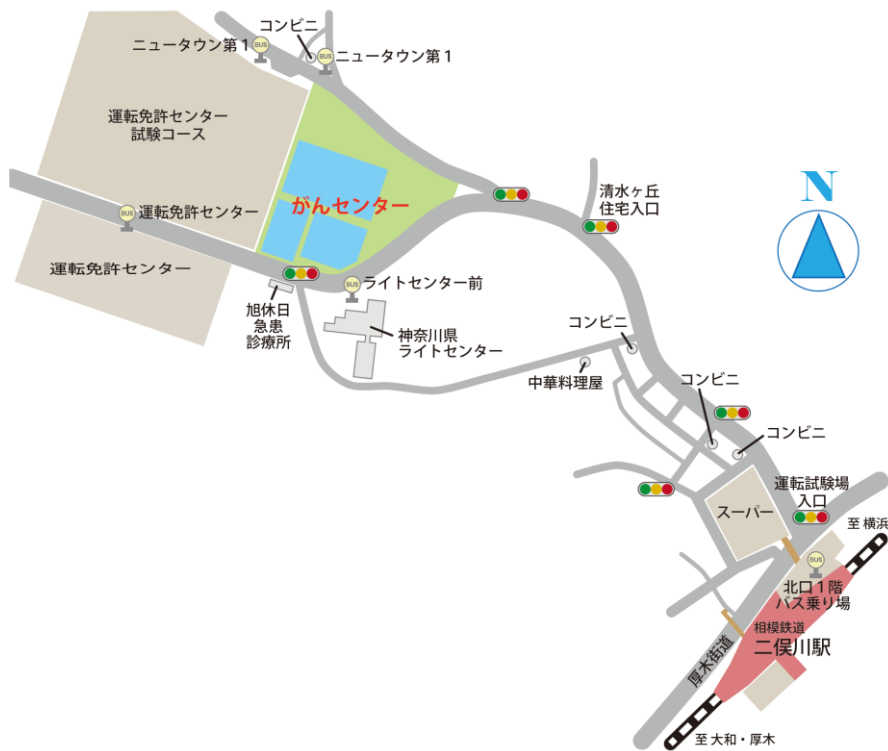 コンビニ
ニュータウン第1
BUS
BUS
ニュータウン第1
運転免許センター
試験コース
がんセンター
清水ヶ丘
住宅入口
N
BUS
運転免許センター
運転免許センター
BUS
ライトセンター前
旭休日
急患
診療所
神奈川県
ライトセンター
コンビニ
中華料理屋
コンビニ
コンビニ
運転試験場
入口
スーパー
至 横浜
BUS
北口1階
バス乗り場
相模鉄道
二俣川駅
厚木街道
至 大和・厚木